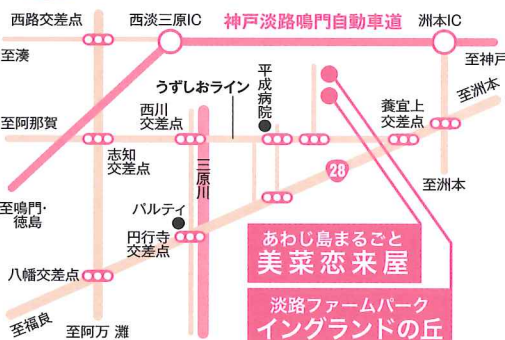 西路交差点
西淡三原IC
神戸淡路鳴門自動車道
洲本IC
至湊
至神戸
至洲本
うずしおライン
平成病院
西川
交差点
養宜上
交差点
至阿那賀
志知
交差点
三原川
28
至洲本
至鳴門・
徳島
パルティ
円行寺
交差点
あわじ島まるごと
美菜恋来屋
八幡交差点
淡路ファームパーク
イングランドの丘
至福良
至阿万 灘